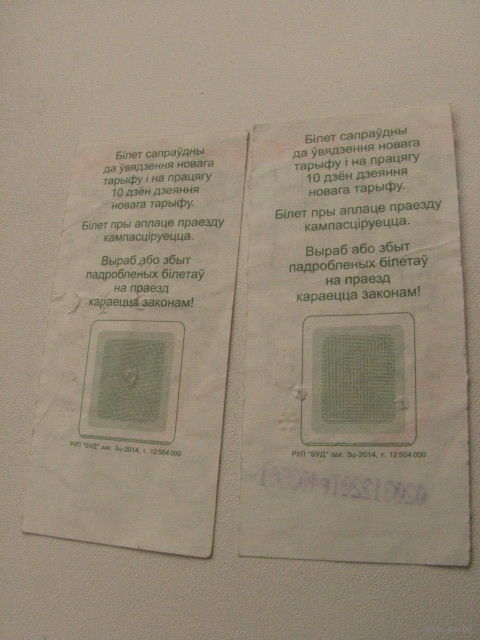 Білет сапраўдны
да ўвядзення новага
тарыфу і на працягу
10 дзён дзеяння
новага тарыфу.
Білет пры аплаце праезду
кампасціруецца.
Выраб або збыт
падробленых білетаў
на праезд
караецца законам!
РУП "БУД" зак. 3ц-2014, т. 12 504 000
Білет сапраўдны
да ўвядзення новага
тарыфу і на працягу
10 дзён дзеяння
новага тарыфу.
Білет пры аплаце праезду
кампасціруецца.
Выраб або збыт
падробленых білетаў
на праезд
караецца законам!
РУП "БУД" зак. 3ц-2014, т. 12 504 000